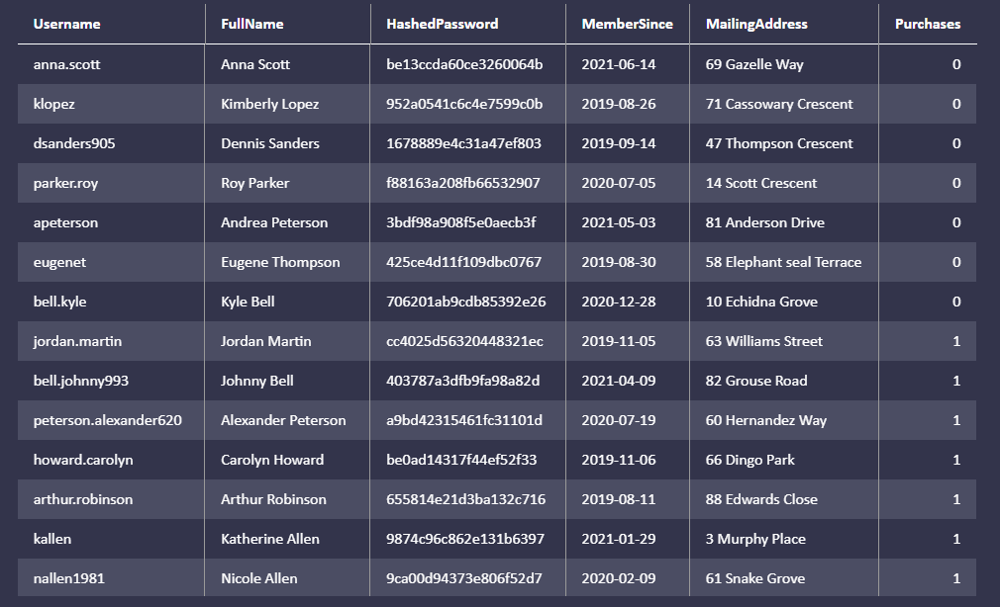 Username FullName HashedPassword MemberSince MailingAddress Purchases
anna.scott Anna Scott be13ccda60ce3260064b 2021-06-14 69 Gazelle Way 0
klopez Kimberly Lopez 952a0541c6c4e7599c0b 2019-08-26 71 Cassowary Crescent 0
dsanders905 Dennis Sanders 1678889e4c31a47ef803 2019-09-14 47 Thompson Crescent 0
parker.roy Roy Parker f88163a208fb66532907 2020-07-05 14 Scott Crescent 0
apeterson Andrea Peterson 3bdf98a908f5e0aecb3f 2021-05-03 81 Anderson Drive 0
eugenet Eugene Thompson 425ce4d11f109dbc0767 2019-08-30 58 Elephant seal Terrace 0
bell.kyle Kyle Bell 706201ab9cdb85392e26 2020-12-28 10 Echidna Grove 0
jordan.martin Jordan Martin cc4025d56320448321ec 2019-11-05 63 Williams Street 1
bell.johnny993 Johnny Bell 403787a3dfb9fa98a82d 2021-04-09 82 Grouse Road 1
peterson.alexander620 Alexander Peterson a9bd42315461fc31101d 2020-07-19 60 Hernandez Way 1
howard.carolyn Carolyn Howard be0ad14317f44ef52f33 2019-11-06 66 Dingo Park 1
arthur.robinson Arthur Robinson 655814e21d3ba132c716 2019-08-11 88 Edwards Close 1
kallen Katherine Allen 9874c96c862e131b6397 2021-01-29 3 Murphy Place 1
nallen1981 Nicole Allen 9ca00d94373e806f52d7 2020-02-09 61 Snake Grove 1